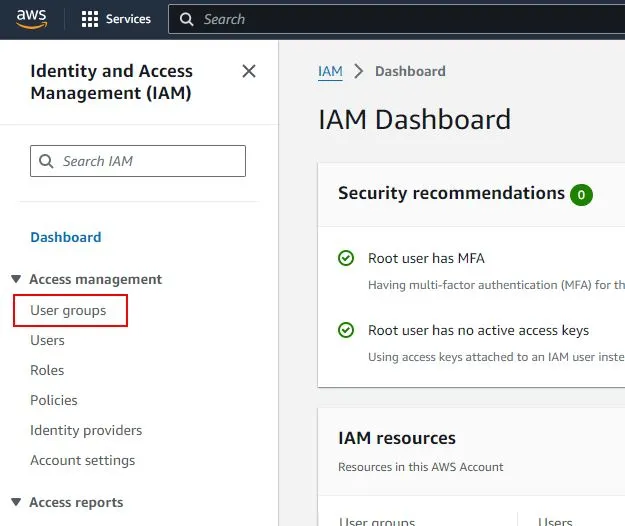 aws
Services
Search
Identity and Access
Management (IAM)
Search IAM
Dashboard
Access management
User groups
Users
Roles
Policies
Identity providers
Account settings
Access reports
IAM
Dashboard
IAM Dashboard
Security recommendations 0
Root user has MFA
Having multi-factor authentication (MFA) for th
Root user has no active access keys
Using access keys attached to an IAM user inste
IAM resources
Resources in this AWS Account
User groups
Users